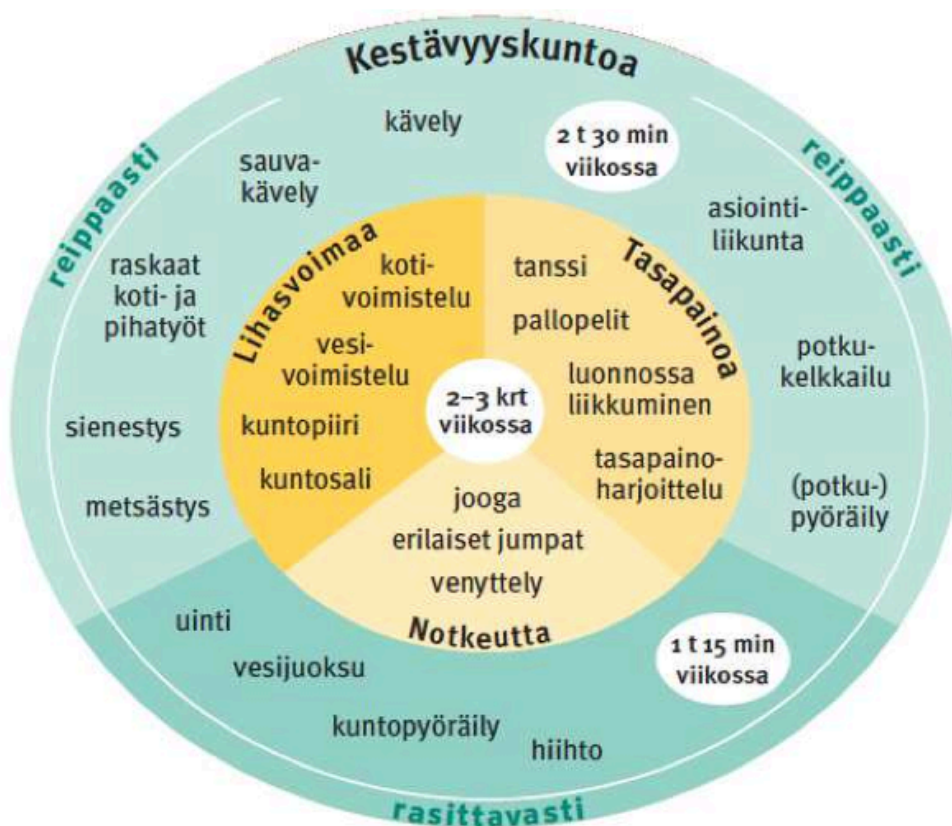 Kestävyyskuntoa
kävely
2 t 30 min
viikossa
sauva-
kävely
reippaasti
reippaasti
asiointi-
liikunta
raskaat
koti- ja
pihatyöt
Lihasvoimaa
koti-
voimistelu
vesi-
voimistelu
kuntopiiri
kuntosali
Tasapainoa
tanssi
pallopelit
luonnossa
liikkuminen
tasapaino-
harjoittelu
2–3 krt
viikossa
potku-
kelkkailu
sienestys
metsästys
(potku-)
pyöräily
jooga
erilaiset jumpat
venyttely
Notkeutta
uinti
vesijuoksu
kuntopyöräily
hiihto
1 t 15 min
viikossa
rasittavasti